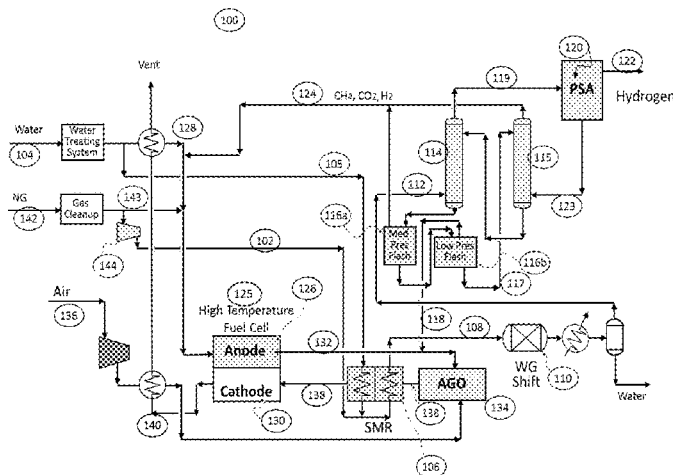 100
Vent
120
122
119
PSA
Hydrogen
124
CH4, CO2, H2
Water
Water
Treating
System
128
104
105
114
115
112
123
NG
Gas
Cleanup
142
143
116a
Med
Pres
Flash
Low Pres
Flash
102
144
116b
117
Air
125
126
136
High Temperature
Fuel Cell
118
108
132
Anode
WG
Shift
110
Cathode
AGO
138
138
134
Water
140
130
SMR
106